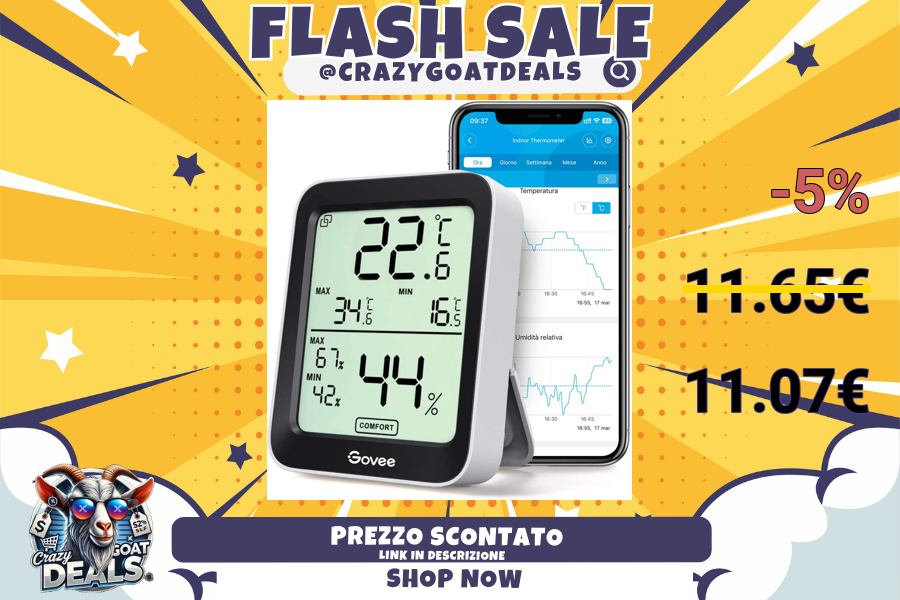 FLASH SALE
@CRAZYGOATDEALS
-5%
11.65€
11.07€
09:37
Indoor Thermometer
Ora Giorno Settimana Mese Anno
Temperatura
°F °C
16:30 16:45
16:55, 17 mar
Umidità relativa
16:30 16:45
16:55, 17 mar
22.6 °C
MAX MIN
34.6 °C 16.5 °C
MAX
67%
MIN
42%
44%
COMFORT
Govee
$
52%
Crazy
GOAT
DEALS
PREZZO SCONTATO
LINK IN DESCRIZIONE
SHOP NOW